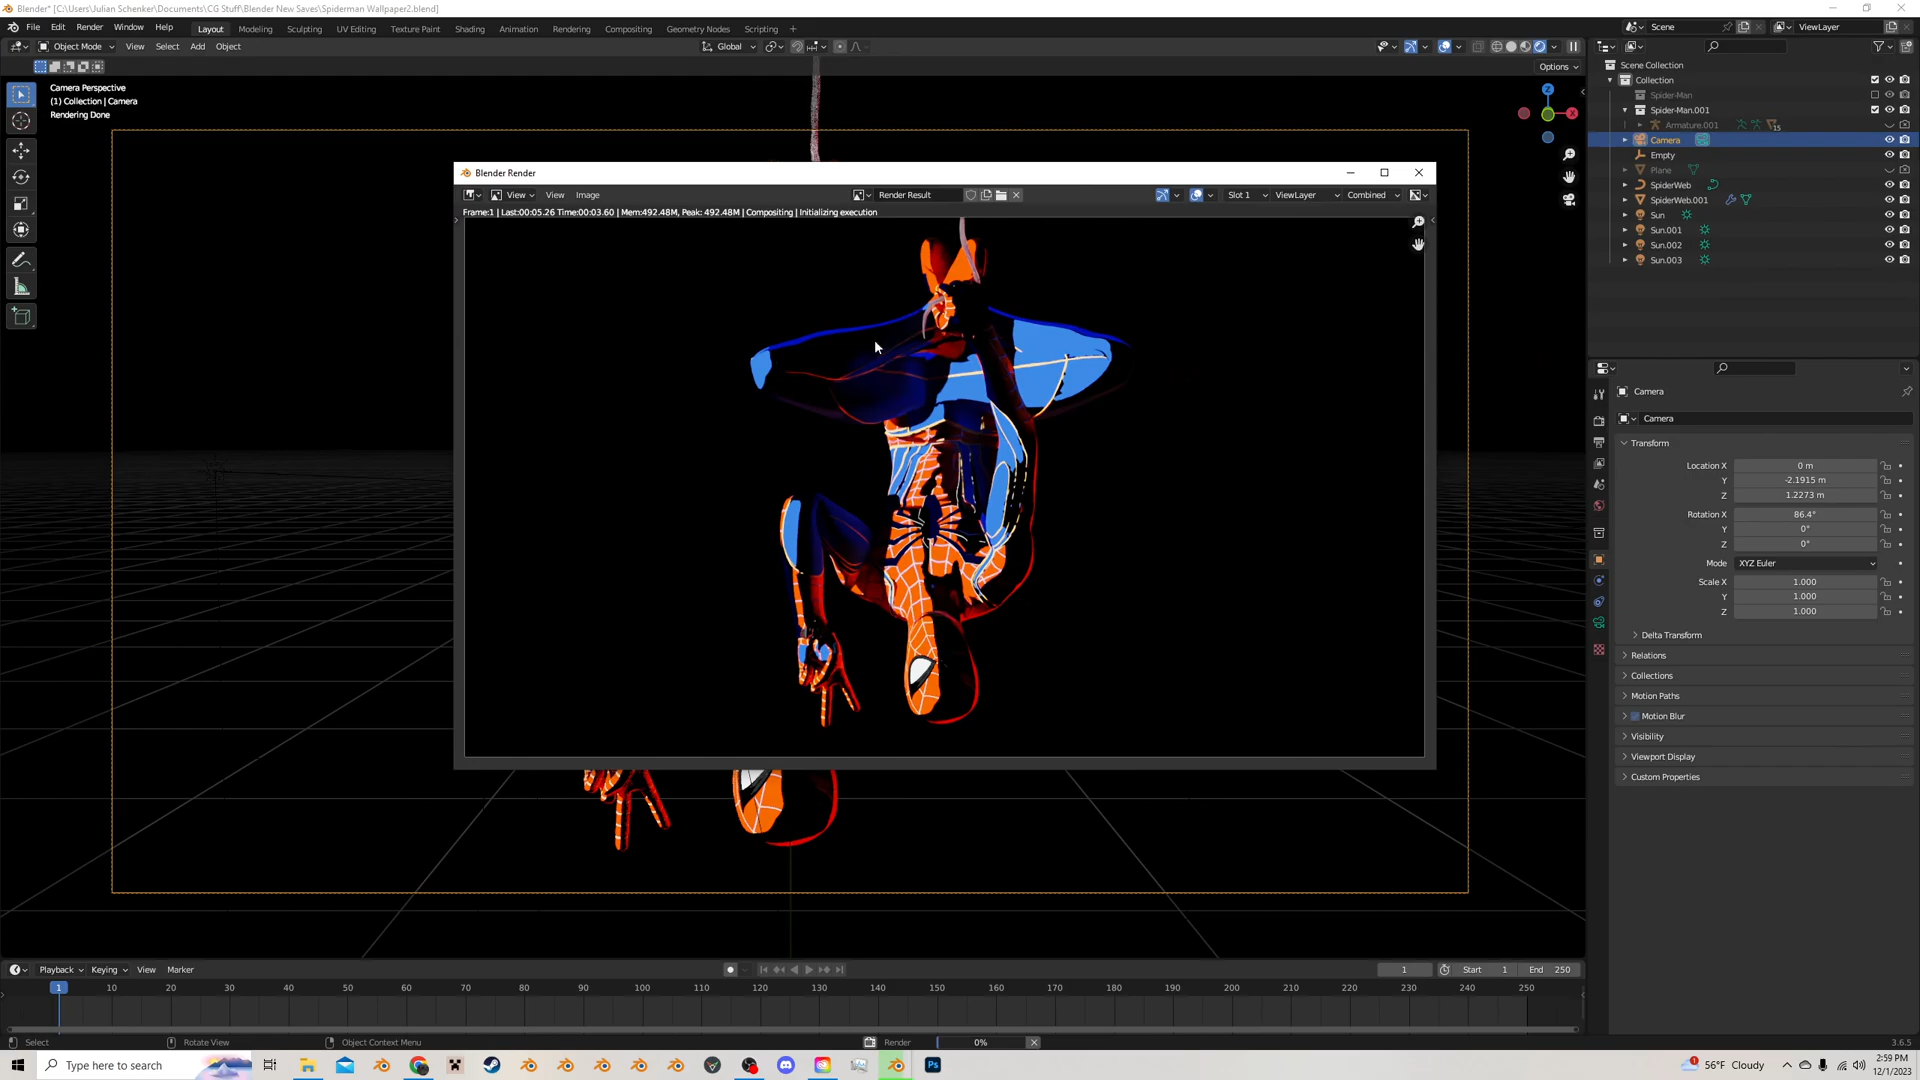 Blender* [C:\Users\Julian Schenker\Documents\CG Stuff\Blender New Saves\Spiderman Wallpaper2.blend]
File Edit Render Window Help Layout Modeling Sculpting UV Editing Texture Paint Shading Animation Rendering Compositing Geometry Nodes Scripting + Scene ViewLayer
Object Mode View Select Add Object Global
Options
Camera Perspective
(1) Collection | Camera
Rendering Done
Z
X
Scene Collection
Collection
Spider-Man
Spider-Man.001
Armature.001 15
Camera
Empty
Plane
SpiderWeb
SpiderWeb.001
Sun
Sun.001
Sun.002
Sun.003
Blender Render
View View Image Render Result Slot 1 ViewLayer Combined
Frame:1 | Last:00:05.26 Time:00:03.60 | Mem:492.48M, Peak: 492.48M | Compositing | Initializing execution
Camera
Camera
Transform
Location X 0 m
Y -2.1915 m
Z 1.2273 m
Rotation X 86.4°
Y 0°
Z 0°
Mode XYZ Euler
Scale X 1.000
Y 1.000
Z 1.000
Delta Transform
Relations
Collections
Motion Paths
Motion Blur
Visibility
Viewport Display
Custom Properties
Playback Keying View Marker 1 Start 1 End 250
1 10 20 30 40 50 60 70 80 90 100 110 120 130 140 150 160 170 180 190 200 210 220 230 240 250
Select Rotate View Object Context Menu Render 0% 3.6.5
Type here to search Ps 1 56°F Cloudy 2:59 PM
12/1/2023